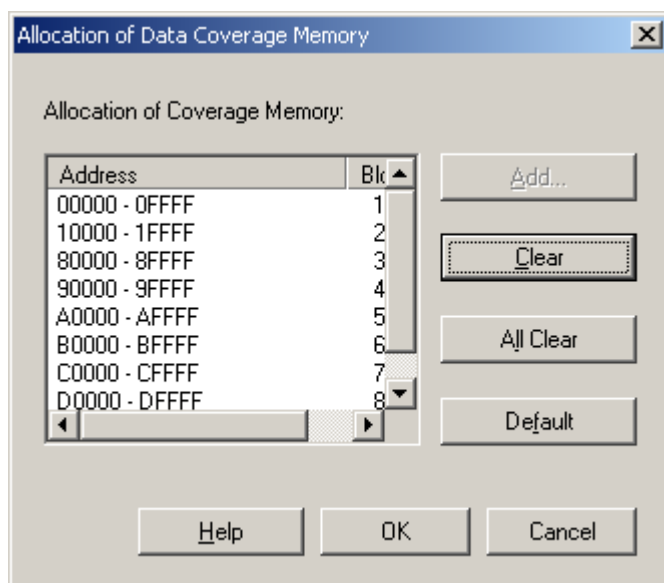 Allocation of Data Coverage Memory
Allocation of Coverage Memory:
Address Blo
00000 - 0FFFF 1
10000 - 1FFFF 2
80000 - 8FFFF 3
90000 - 9FFFF 4
A0000 - AFFFF 5
B0000 - BFFFF 6
C0000 - CFFFF 7
D0000 - DFFFF 8
Add...
Clear
All Clear
Default
Help OK Cancel